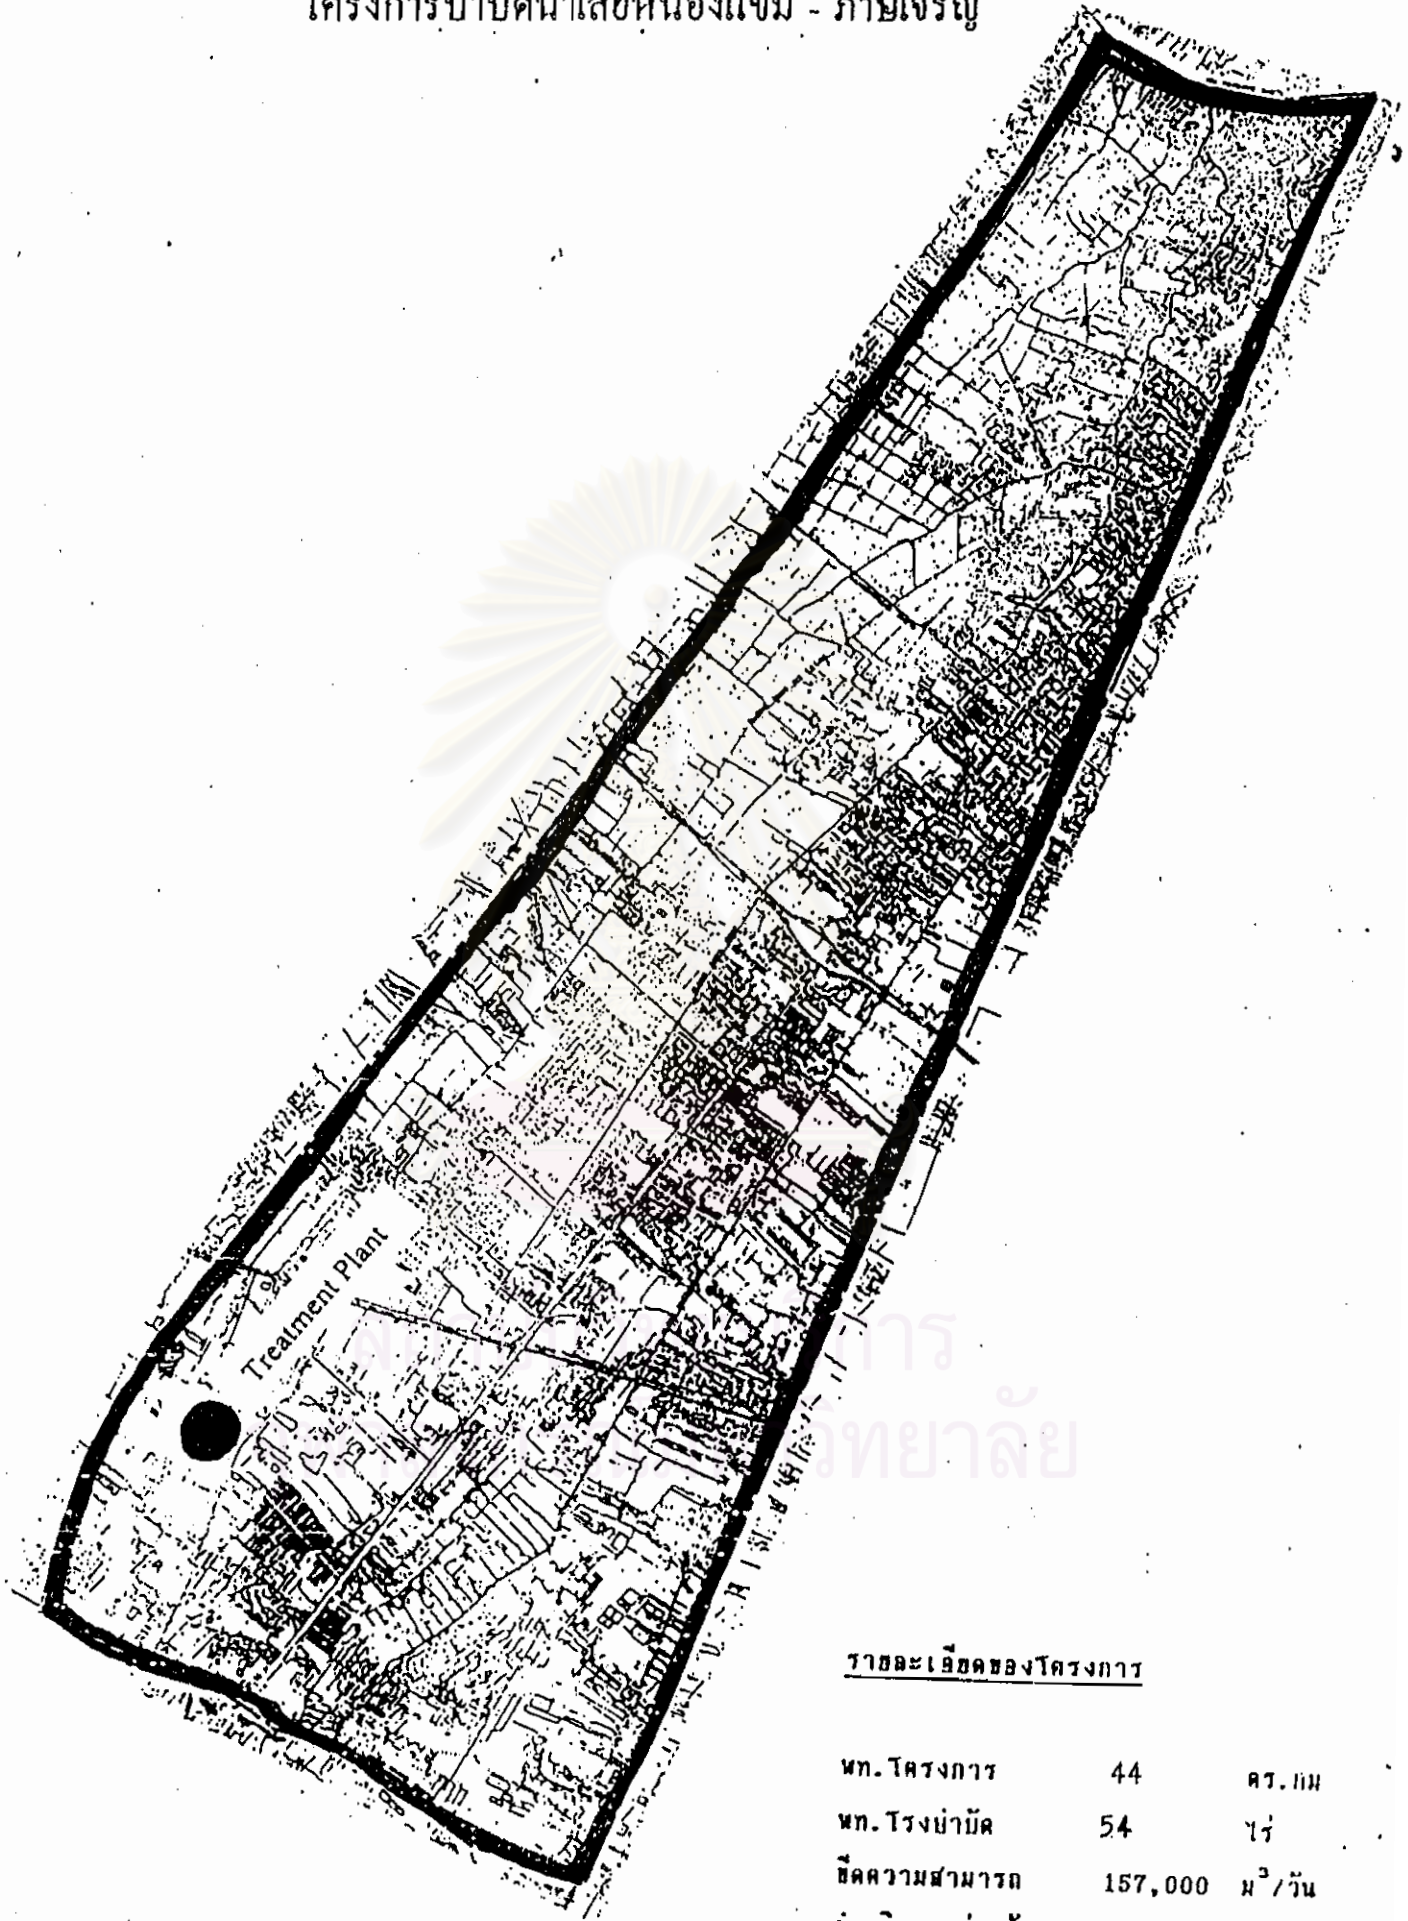 โครงการบำบัดน้ำเสียหนองแขม - ภาษีเจริญ
Treatment Plant
รายละเอียดของโครงการ
พท.โครงการ 44 ตร.กม
พท.โรงบำบัด 54 ไร่
ขีดความสามารถ 157,000 ม³/วัน